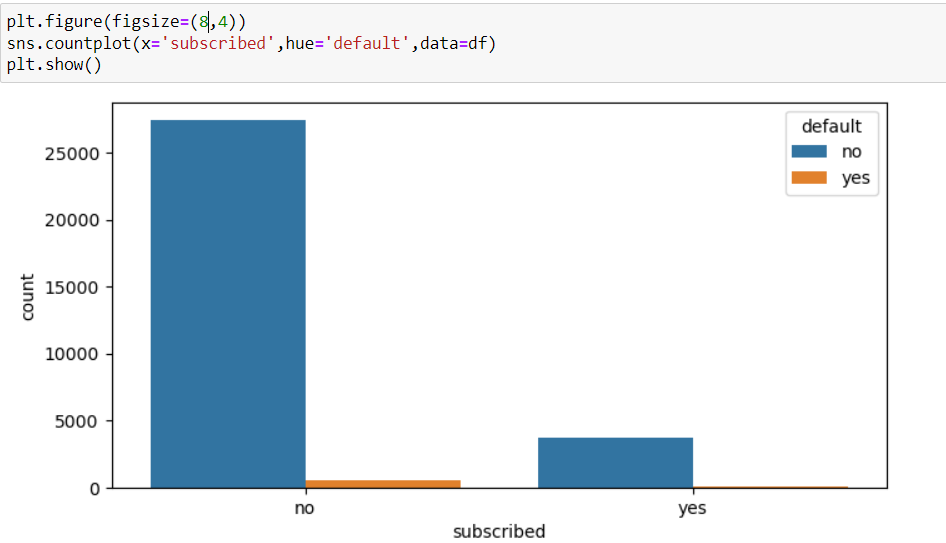 plt.figure(figsize=(8,4))
sns.countplot(x='subscribed',hue='default',data=df)
plt.show()
default
no
yes
25000
20000
15000
10000
5000
0
count
no
yes
subscribed